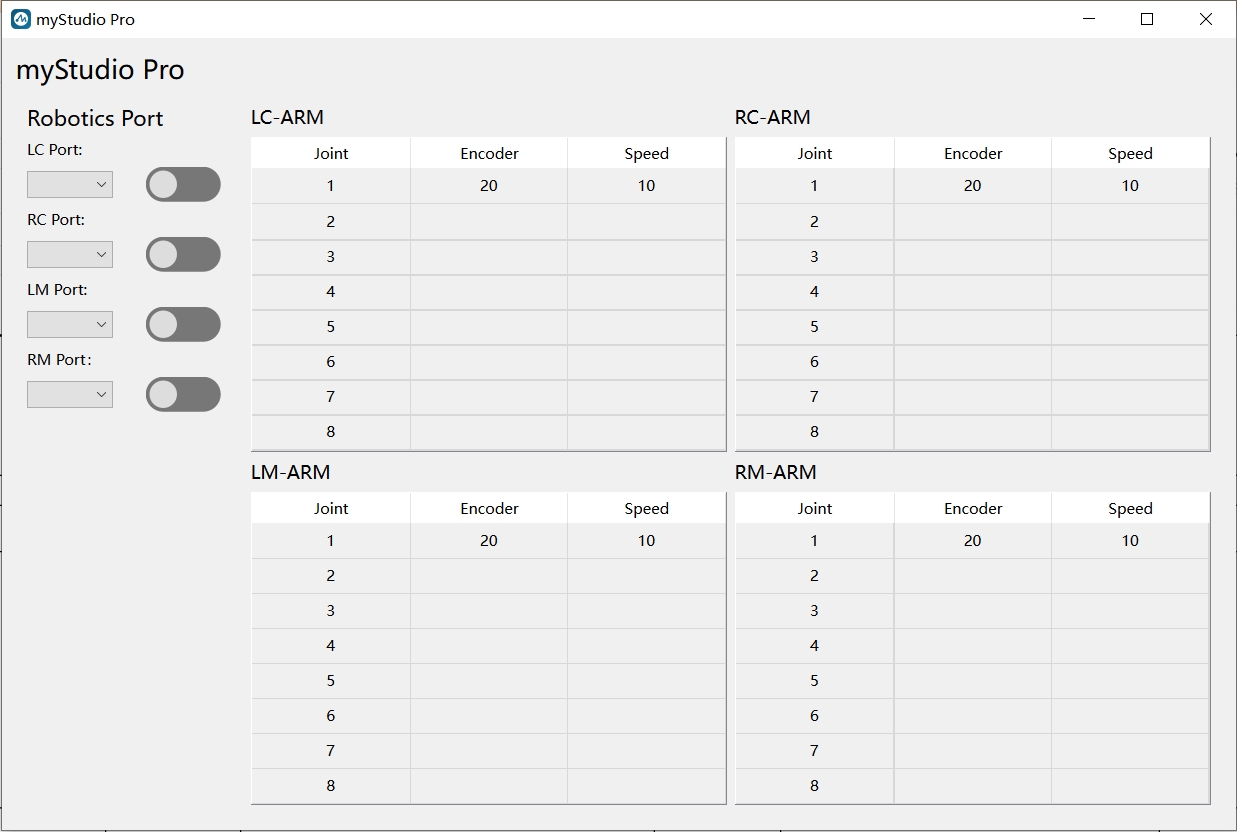 myStudio Pro
myStudio Pro
Robotics Port
LC Port:
RC Port:
LM Port:
RM Port:
LC-ARM
Joint Encoder Speed
1 20 10
2
3
4
5
6
7
8
RC-ARM
Joint Encoder Speed
1 20 10
2
3
4
5
6
7
8
LM-ARM
Joint Encoder Speed
1 20 10
2
3
4
5
6
7
8
RM-ARM
Joint Encoder Speed
1 20 10
2
3
4
5
6
7
8